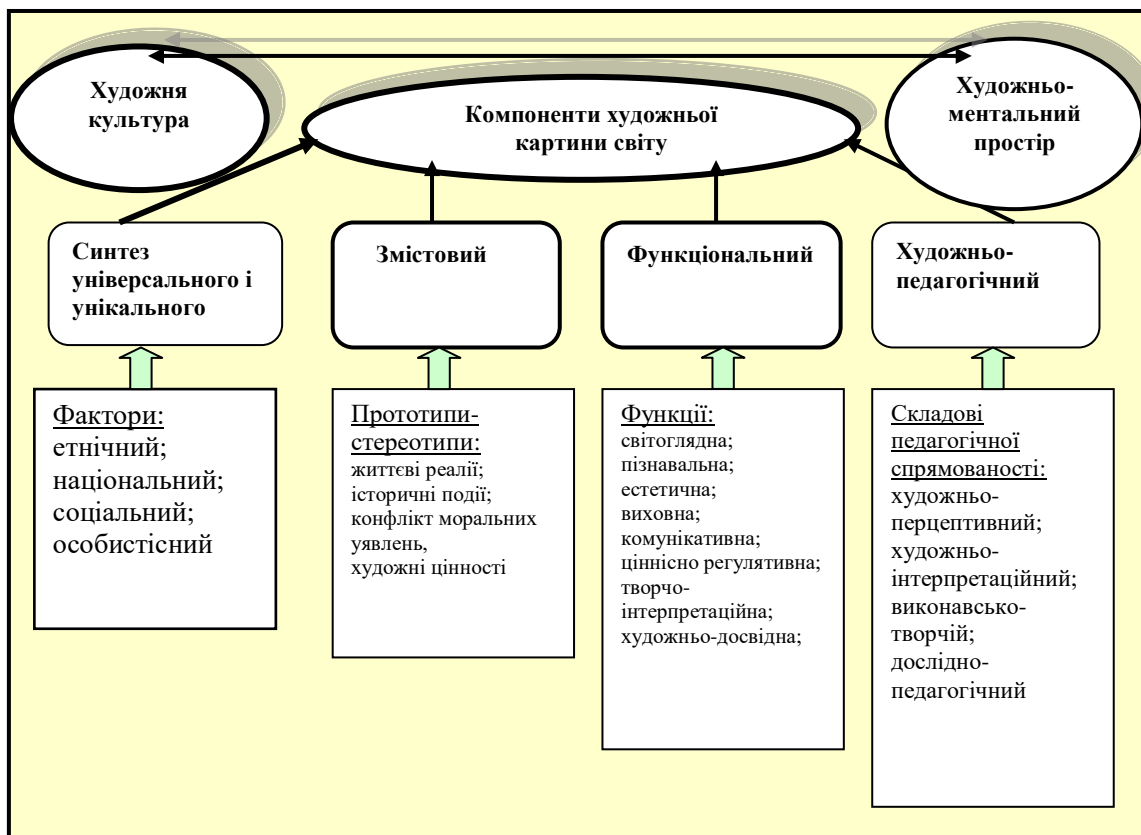 Художня
культура
Компоненти художньої
картини світу
Художньо-
ментальний
простір
Синтез
універсального і
унікального
Змістовий
Функціональний
Художньо-
педагогічний
Фактори:
етнічний;
національний;
соціальний;
особистісний
Прототипи-
стереотипи:
життєві реалії;
історичні події;
конфлікт моральних
уявлень,
художні цінності
Функції:
світоглядна;
пізнавальна;
естетична;
виховна;
комунікативна;
ціннісно регулятивна;
творчо-
інтерпретаційна;
художньо-досвідна;
Складові
педагогічної
спрямованості:
художньо-
перцептивний;
художньо-
інтерпретаційний;
виконавсько-
творчій;
дослідно-
педагогічний